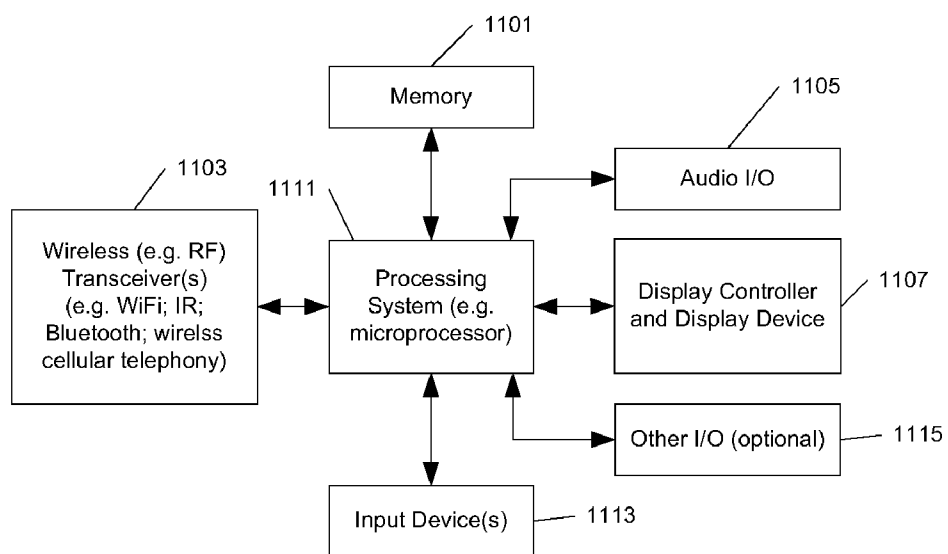 1101
Memory
1105
Audio I/O
1103
1111
Wireless (e.g. RF)
Transceiver(s)
(e.g. WiFi; IR;
Bluetooth; wirelss
cellular telephony)
Processing
System (e.g.
microprocessor)
Display Controller
and Display Device
1107
Other I/O (optional)
1115
Input Device(s)
1113